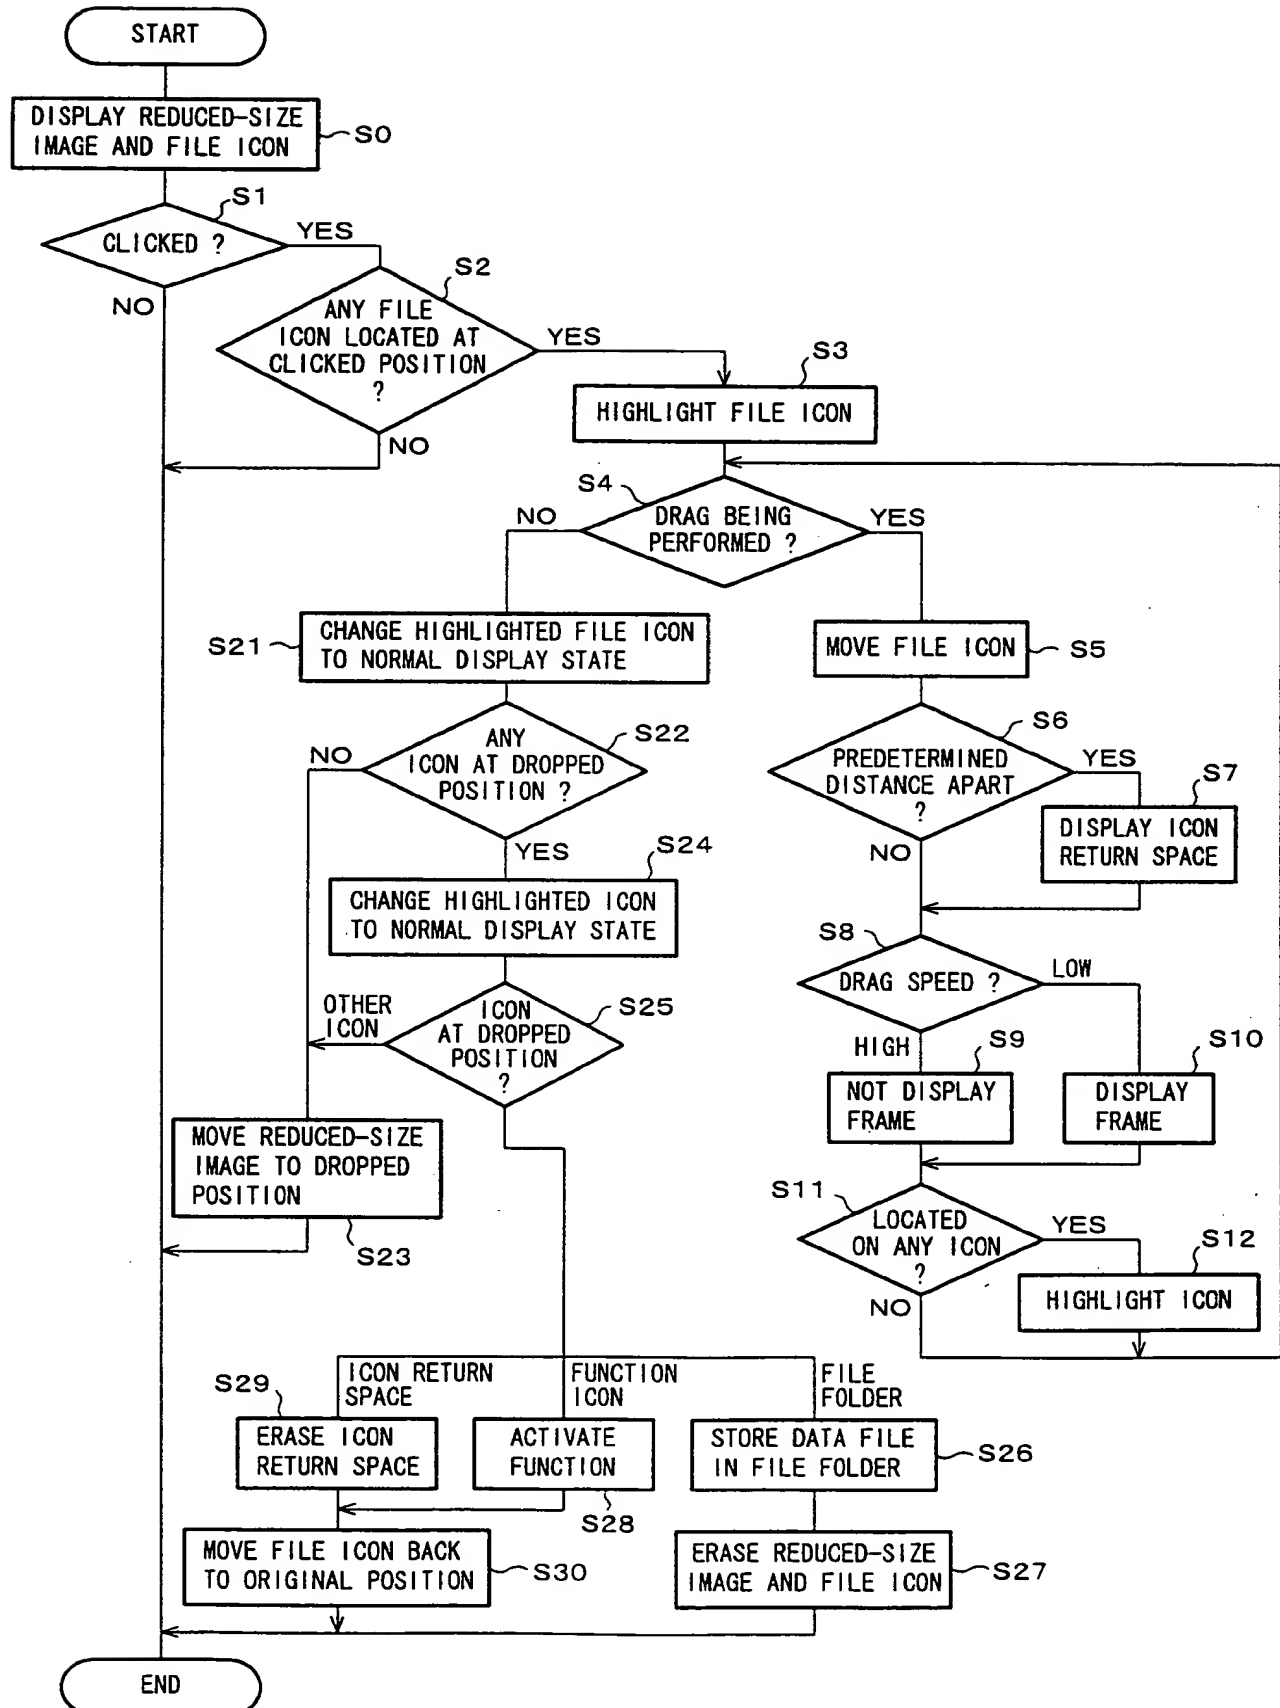 START
DISPLAY REDUCED-SIZE
IMAGE AND FILE ICON
S0
S1
CLICKED ?
YES
NO
S2
ANY FILE
ICON LOCATED AT
CLICKED POSITION
?
YES
NO
S3
HIGHLIGHT FILE ICON
S4
DRAG BEING
PERFORMED ?
NO
YES
S21
CHANGE HIGHLIGHTED FILE ICON
TO NORMAL DISPLAY STATE
MOVE FILE ICON
S5
S22
ANY
ICON AT DROPPED
POSITION ?
NO
YES
S6
PREDETERMINED
DISTANCE APART
?
YES
NO
S7
DISPLAY ICON
RETURN SPACE
S24
CHANGE HIGHLIGHTED ICON
TO NORMAL DISPLAY STATE
S8
DRAG SPEED ?
LOW
HIGH
S25
ICON
AT DROPPED
POSITION
?
OTHER
ICON
S9
NOT DISPLAY
FRAME
S10
DISPLAY
FRAME
MOVE REDUCED-SIZE
IMAGE TO DROPPED
POSITION
S23
S11
LOCATED
ON ANY ICON
?
YES
NO
S12
HIGHLIGHT ICON
ICON RETURN
SPACE
FUNCTION
ICON
FILE
FOLDER
S29
ERASE ICON
RETURN SPACE
ACTIVATE
FUNCTION
S28
STORE DATA FILE
IN FILE FOLDER
S26
MOVE FILE ICON BACK
TO ORIGINAL POSITION
S30
ERASE REDUCED-SIZE
IMAGE AND FILE ICON
S27
END